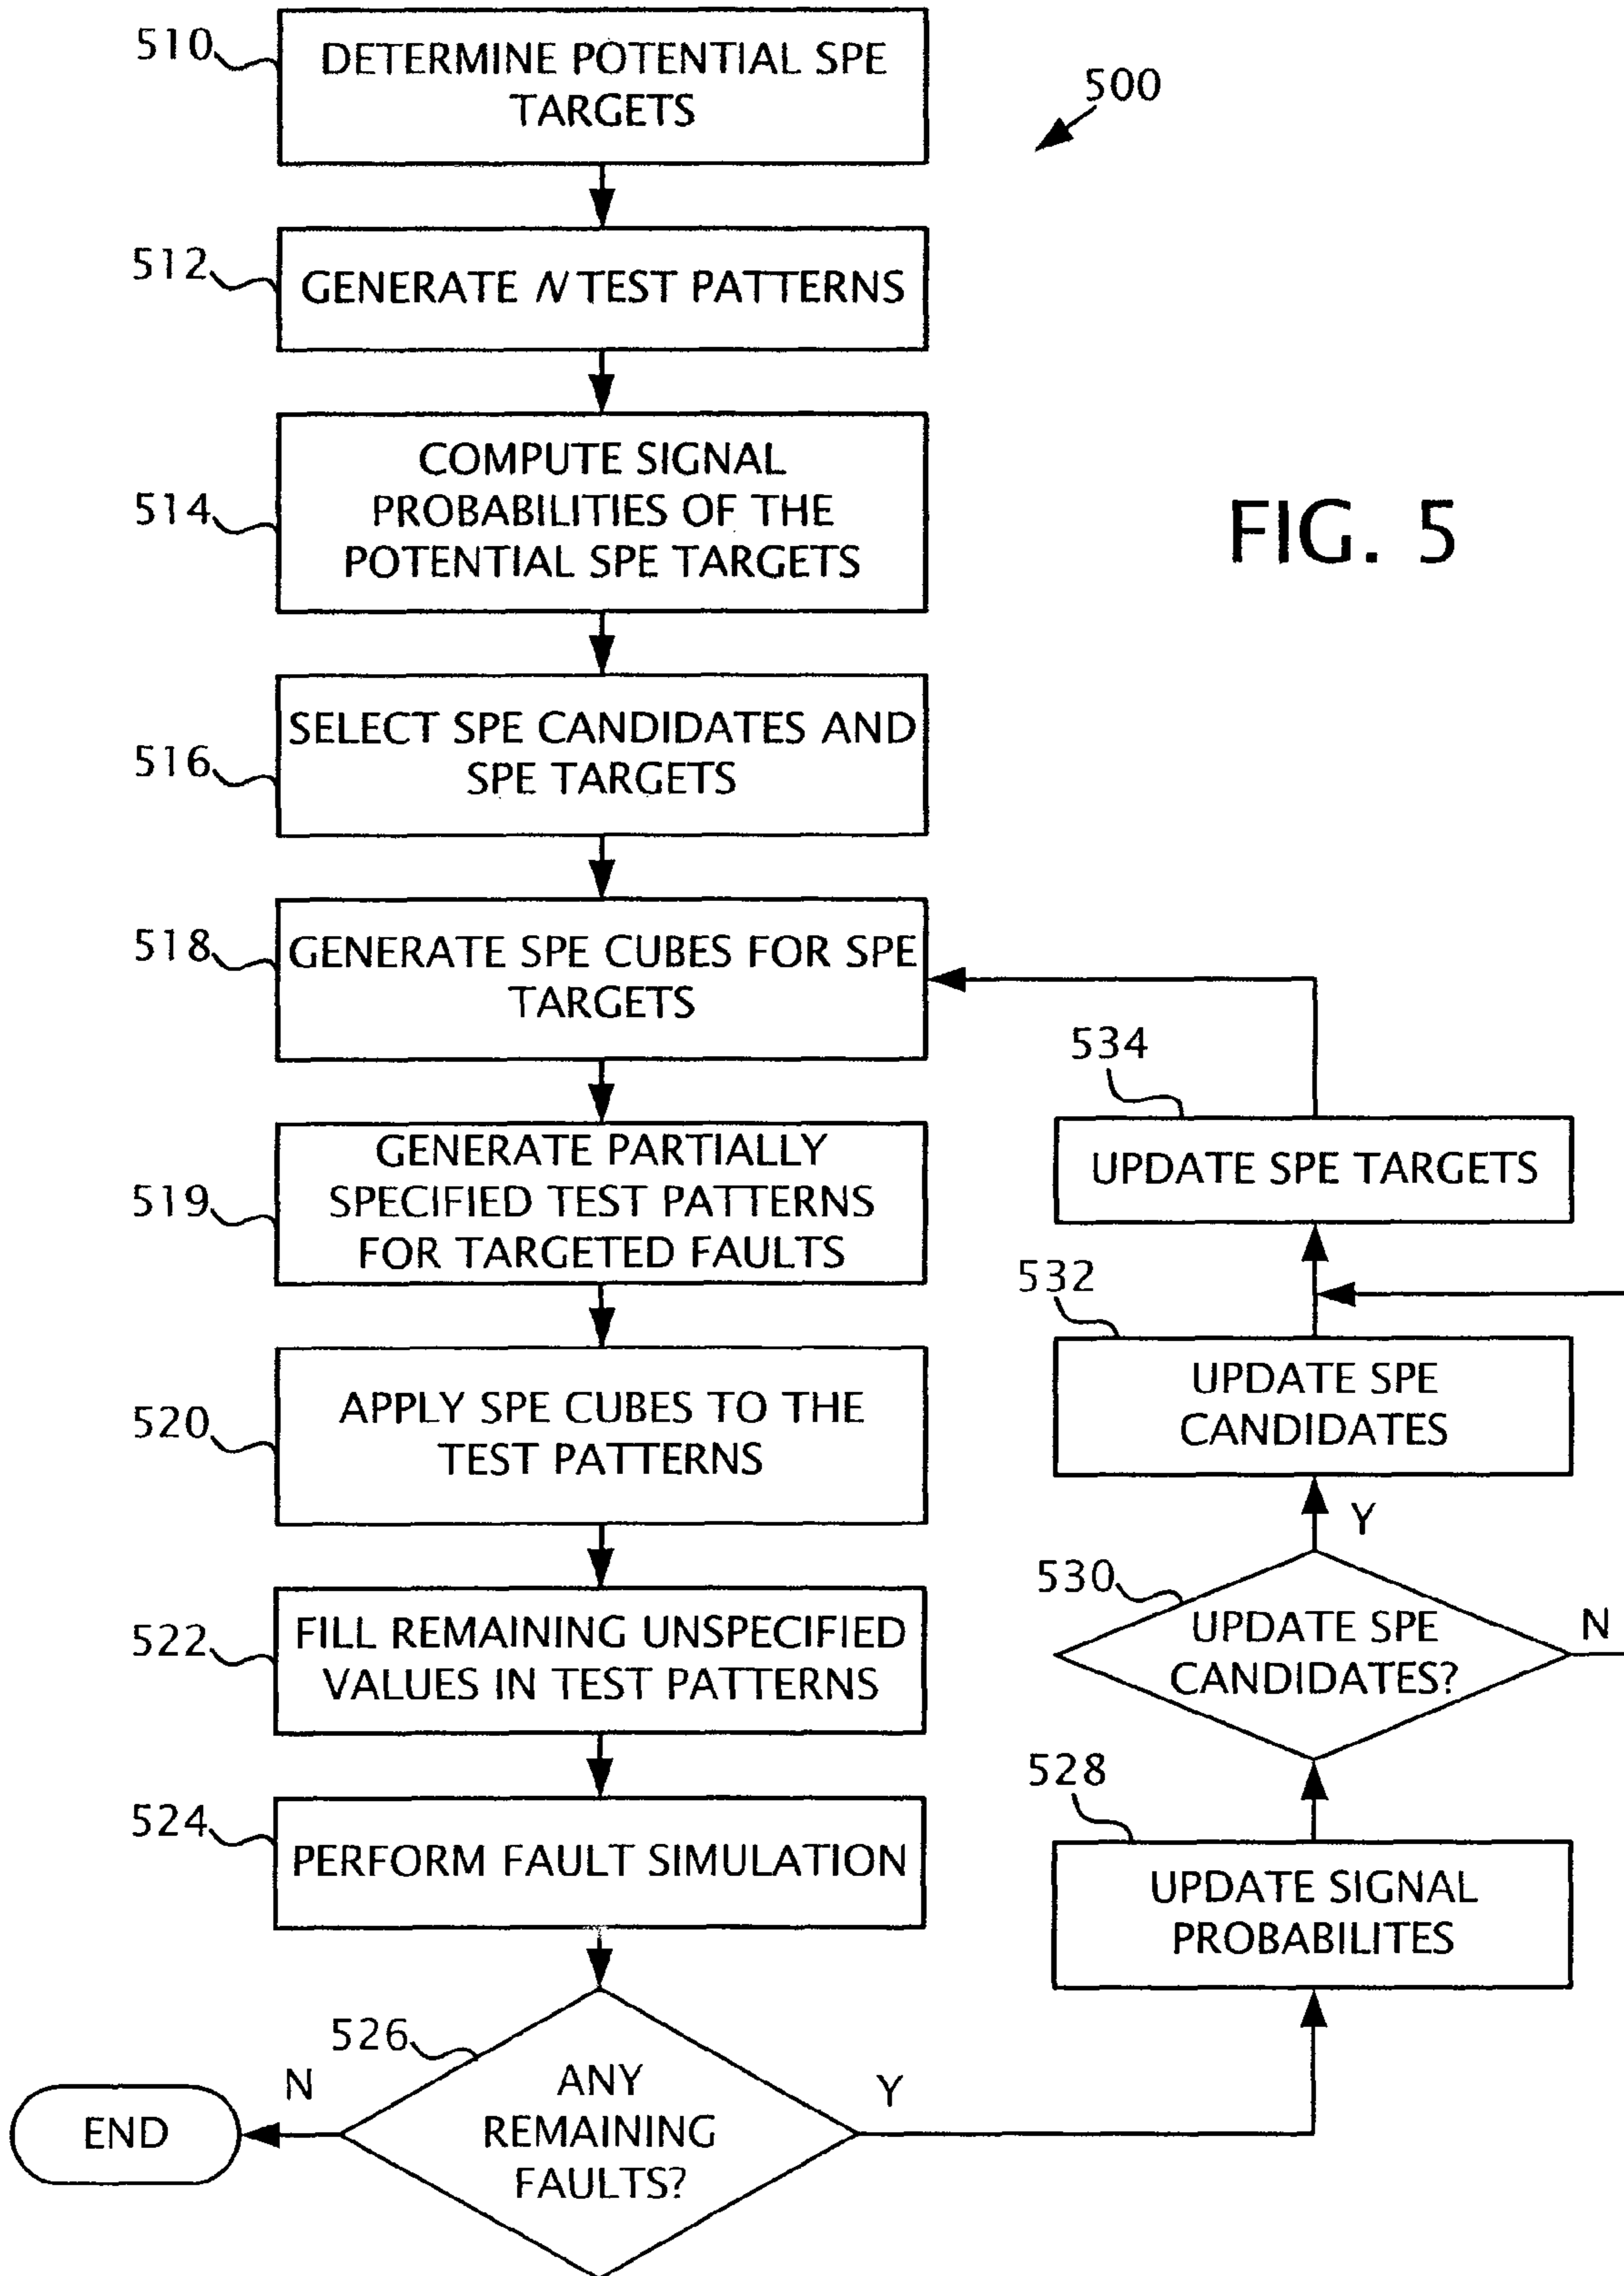 510
DETERMINE POTENTIAL SPE
TARGETS
500
512
GENERATE N TEST PATTERNS
514
COMPUTE SIGNAL
PROBABILITIES OF THE
POTENTIAL SPE TARGETS
FIG. 5
516
SELECT SPE CANDIDATES AND
SPE TARGETS
518
GENERATE SPE CUBES FOR SPE
TARGETS
519
GENERATE PARTIALLY
SPECIFIED TEST PATTERNS
FOR TARGETED FAULTS
520
APPLY SPE CUBES TO THE
TEST PATTERNS
522
FILL REMAINING UNSPECIFIED
VALUES IN TEST PATTERNS
524
PERFORM FAULT SIMULATION
526
ANY
REMAINING
FAULTS?
N
END
Y
528
UPDATE SIGNAL
PROBABILITES
530
UPDATE SPE
CANDIDATES?
N
Y
532
UPDATE SPE
CANDIDATES
534
UPDATE SPE TARGETS